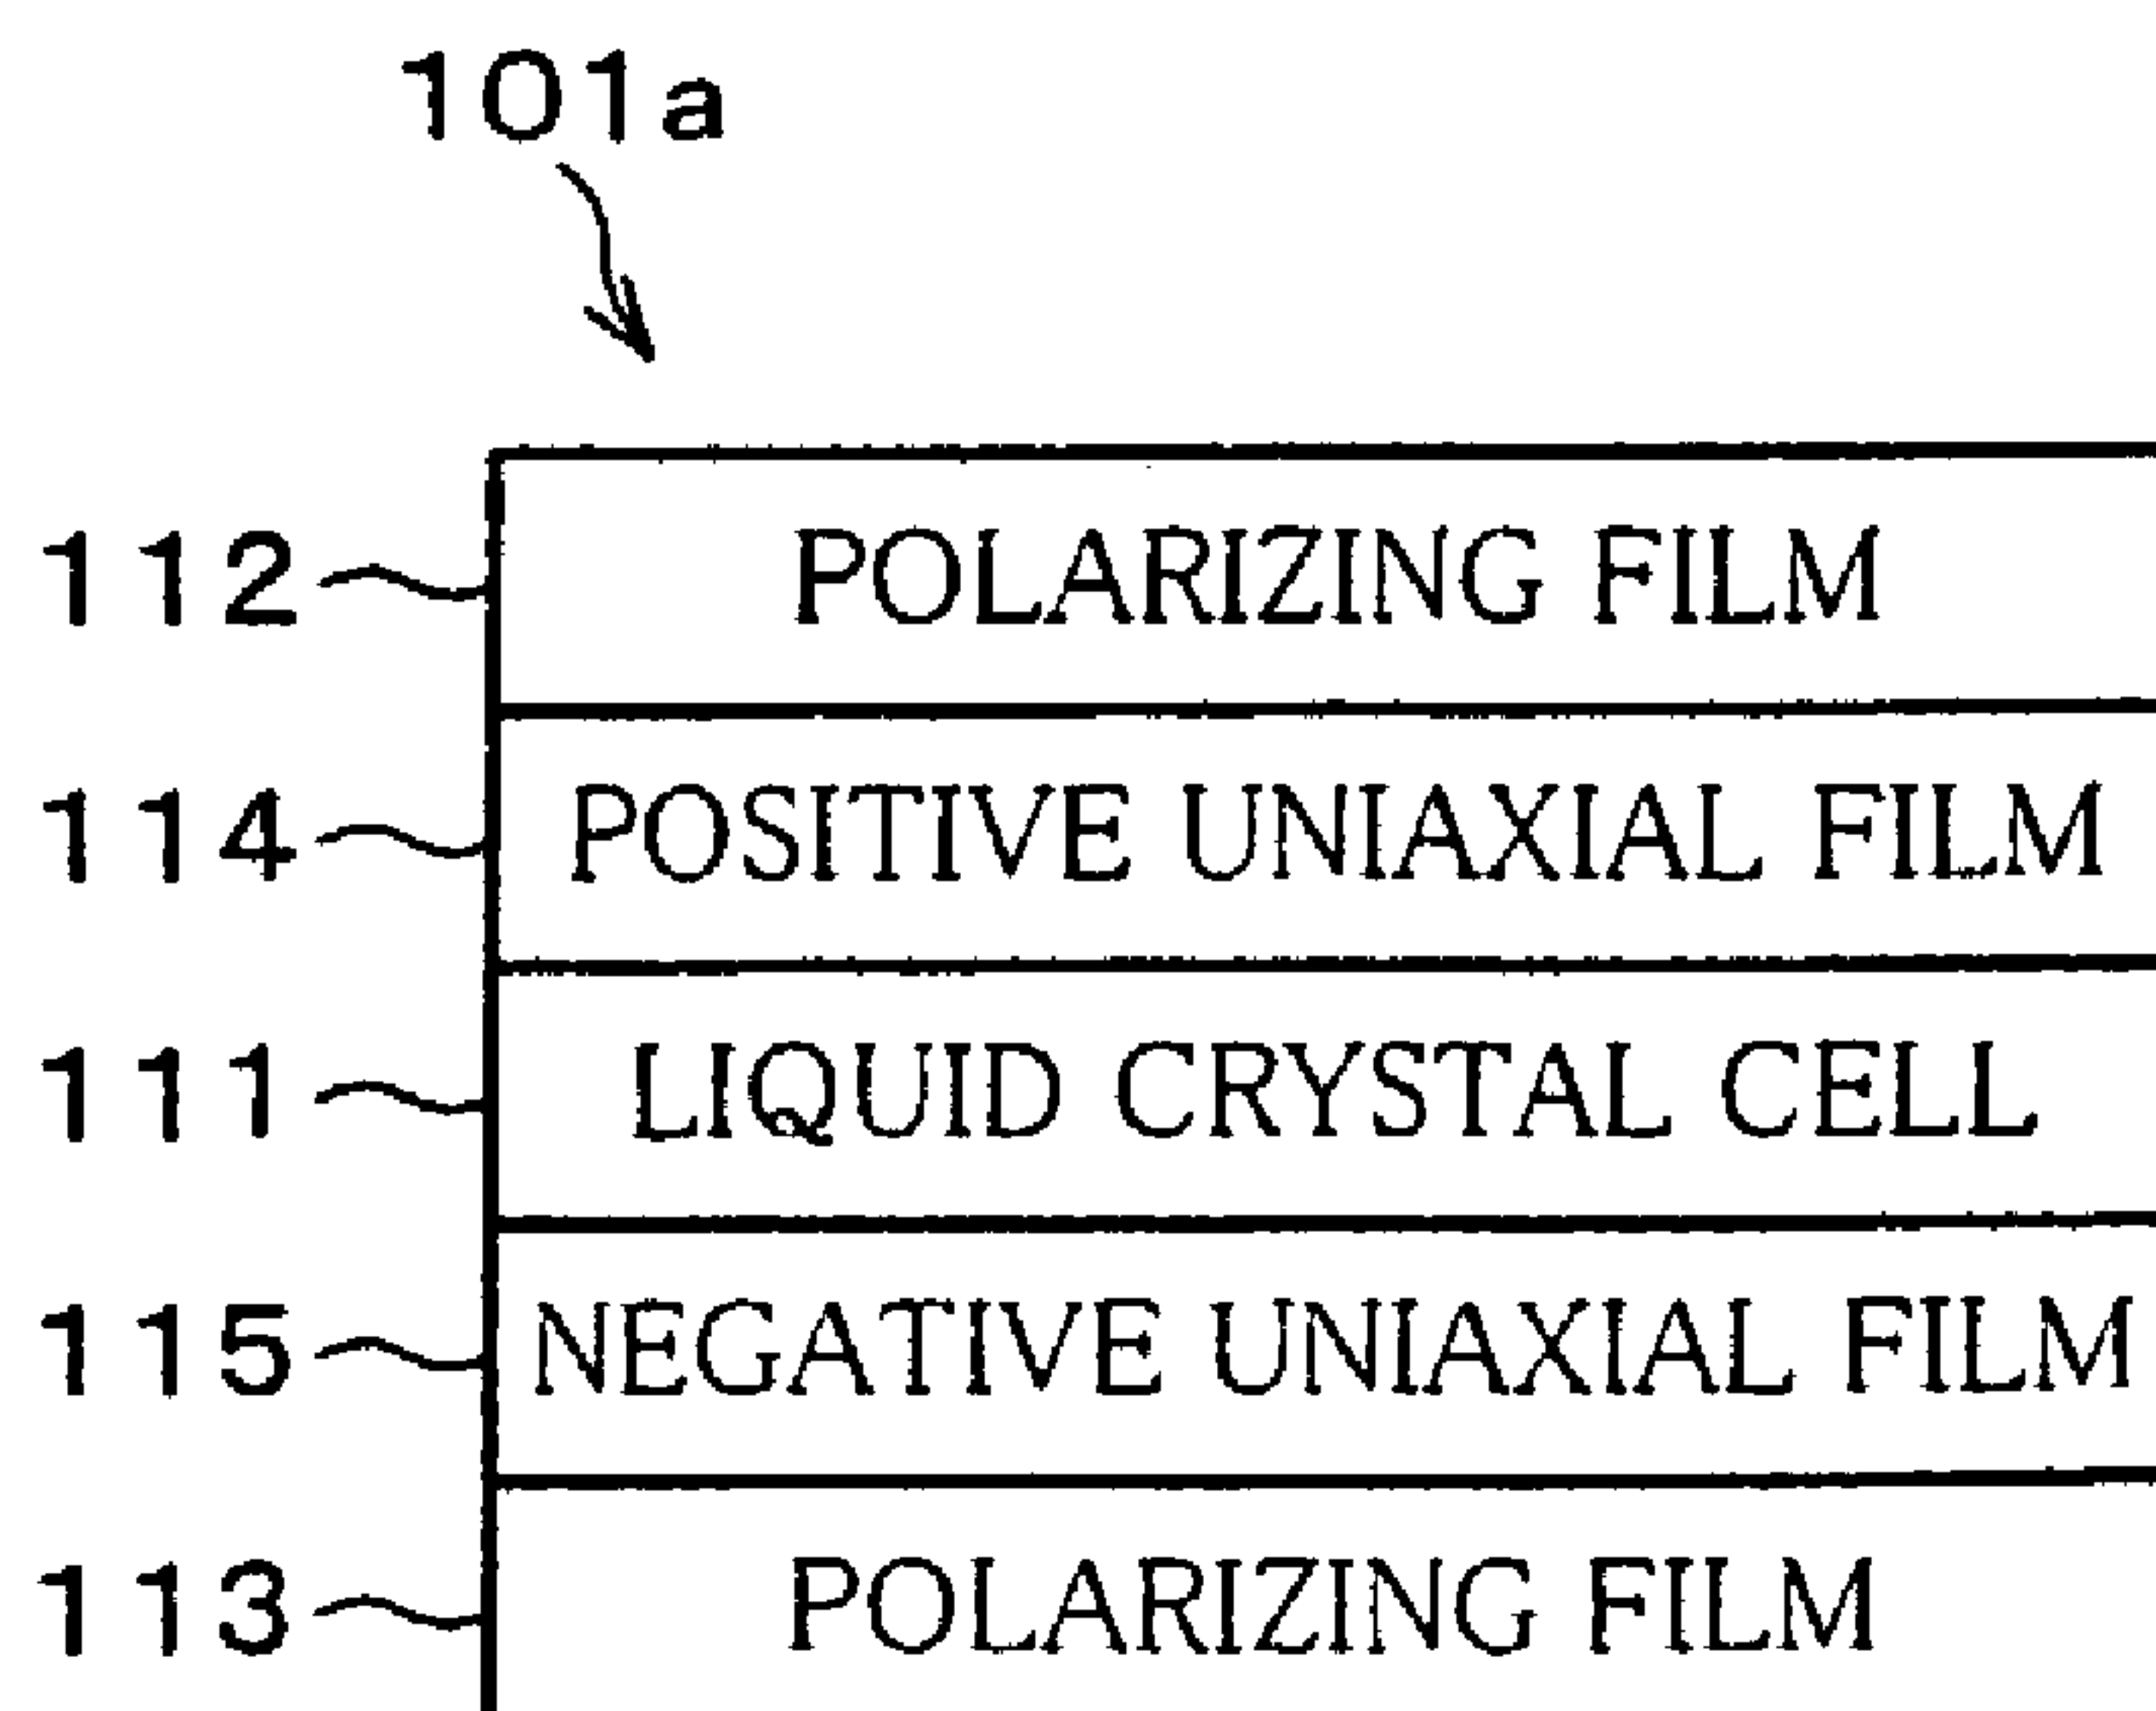 101a
112 POLARIZING FILM
114 POSITIVE UNIAXIAL FILM
111 LIQUID CRYSTAL CELL
115 NEGATIVE UNIAXIAL FILM
113 POLARIZING FILM